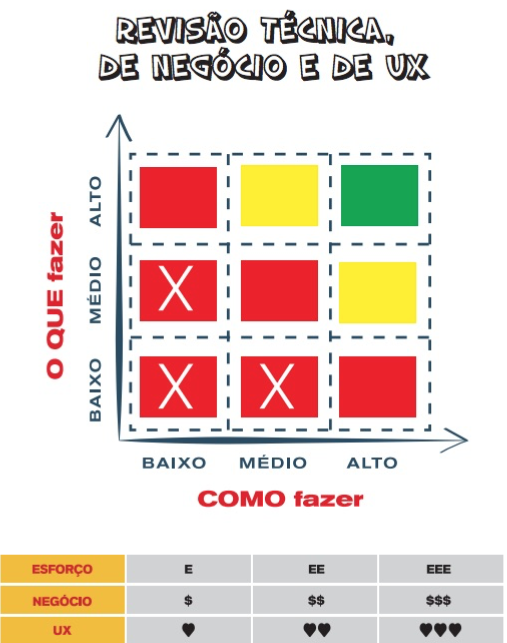 REVISÃO TÉCNICA,
DE NEGÓCIO E DE UX
O QUE fazer
ALTO
MÉDIO
X
BAIXO
X X
BAIXO MÉDIO ALTO
COMO fazer
ESFORÇO E EE EEE
NEGÓCIO $ $$ $$$
UX ♥ ♥♥ ♥♥♥